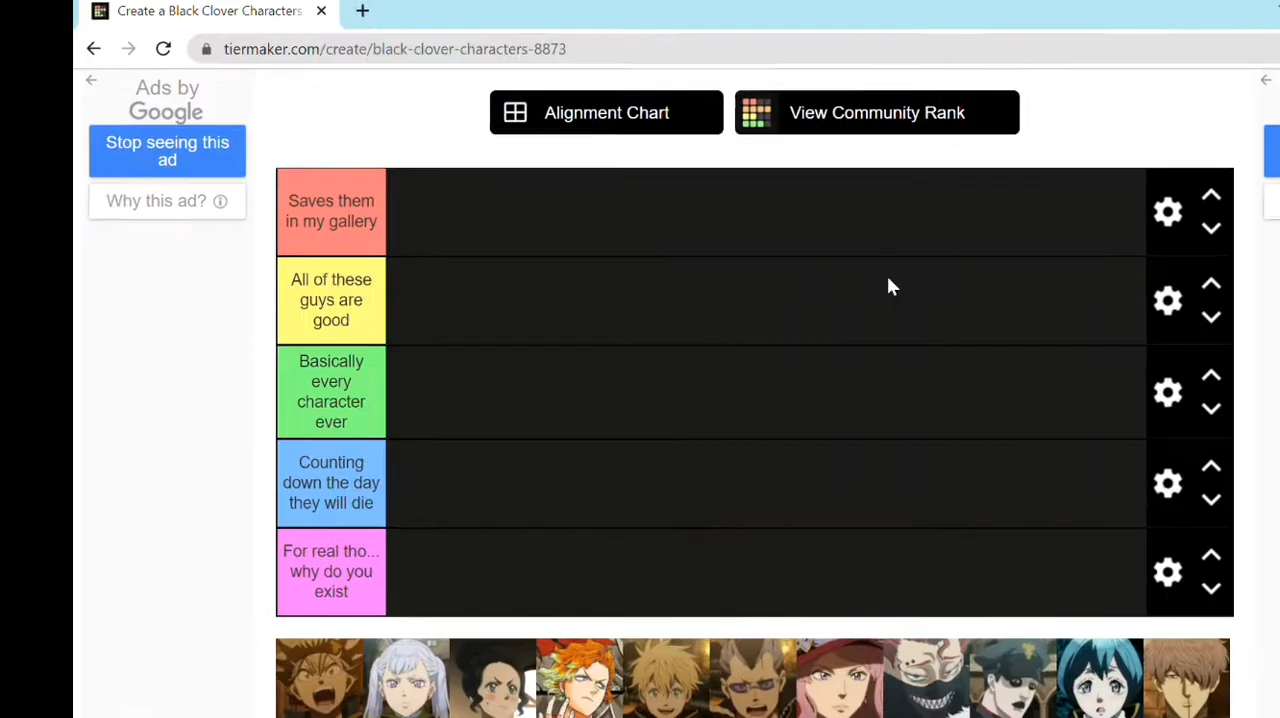 Create a Black Clover Characters
tiermaker.com/create/black-clover-characters-8873
Ads by
Google
Stop seeing this
ad
Why this ad?
Alignment Chart
View Community Rank
Saves them
in my gallery
All of these
guys are
good
Basically
every
character
ever
Counting
down the day
they will die
For real tho...
why do you
exist